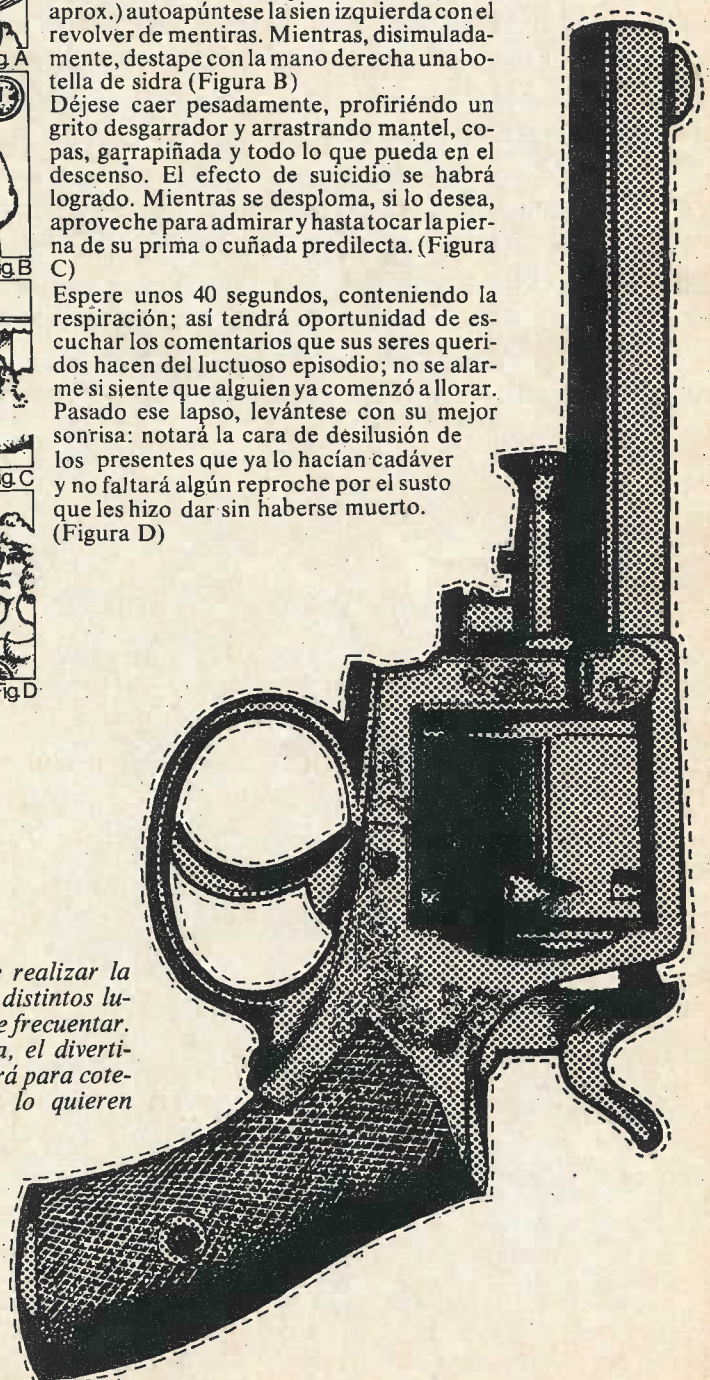 aprox.) autoapúntese la sien izquierda con el
revolver de mentiras. Mientras, disimulada-
mente, destape con la mano derecha una bo-
tella de sidra (Figura B)
Déjese caer pesadamente, profiriéndo un
grito desgarrador y arrastrando mantel, co-
pas, garrapiñada y todo lo que pueda en el
descenso. El efecto de suicidio se habrá
logrado. Mientras se desploma, si lo desea,
aproveche para admirar y hasta tocar la pier-
na de su prima o cuñada predilecta. (Figura
C)
Espere unos 40 segundos, conteniendo la
respiración; así tendrá oportunidad de es-
cuchar los comentarios que sus seres queri-
dos hacen del luctuoso episodio; no se alar-
me si siente que alguien ya comenzó a llorar.
Pasado ese lapso, levántese con su mejor
sonrisa: notará la cara de desilusión de
los presentes que ya lo hacían cadáver
y no faltará algún reproche por el susto
que les hizo dar sin haberse muerto.
(Figura D)
g. A
ig. B
ig. C
Fig. D
realizar la
distintos lu-
e frecuentar.
a, el diverti-
rá para cote-
lo quieren